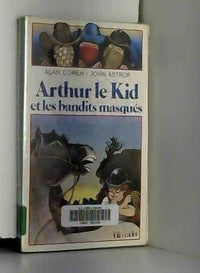 ALAN COREN / JOHN ASTROP
Arthur le Kid
et les bandits masqués